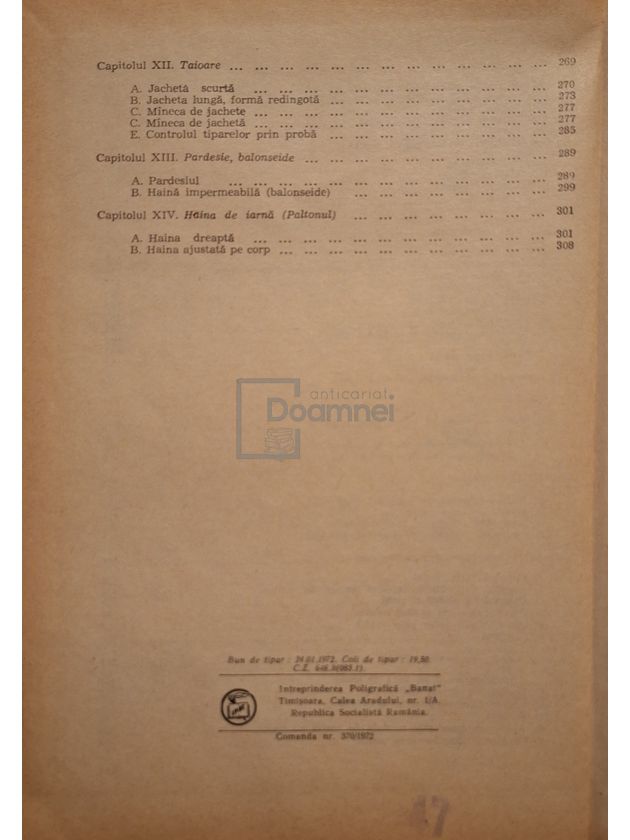 Capitolul XII. Taioare ... ... ... ... ... ... ... ... ... ... ... ... ... 269
A. Jachetă scurtă ... ... ... ... ... ... ... ... ... ... ... ... 270
B. Jacheta lungă, formă redingotă ... ... ... ... ... ... ... ... ... 273
C. Mîneca de jachete ... ... ... ... ... ... ... ... ... ... ... ... 277
C. Mîneca de jachetă ... ... ... ... ... ... ... ... ... ... ... ... 277
E. Controlul tiparelor prin probă ... ... ... ... ... ... ... ... ... 285
Capitolul XIII. Pardesie, balonseide ... ... ... ... ... ... ... ... ... ... 289
A. Pardesiul ... ... ... ... ... ... ... ... ... ... ... ... ... 289
B. Haină impermeabilă (balonseide) ... ... ... ... ... ... ... ... 299
Capitolul XIV. Haina de iarnă (Paltonul) ... ... ... ... ... ... ... ... 301
A. Haina dreaptă ... ... ... ... ... ... ... ... ... ... ... ... 301
B. Haina ajustată pe corp ... ... ... ... ... ... ... ... ... ... ... 308
anticariat
Doamnei
Bun de tipar : 24.01.1972. Coli de tipar : 19,50.
Intreprinderea Poligrafică „Banat"
Timișoara, Calea Aradului, nr. 1/A
Republica Socialistă România.
Comanda nr. 370/1972
47